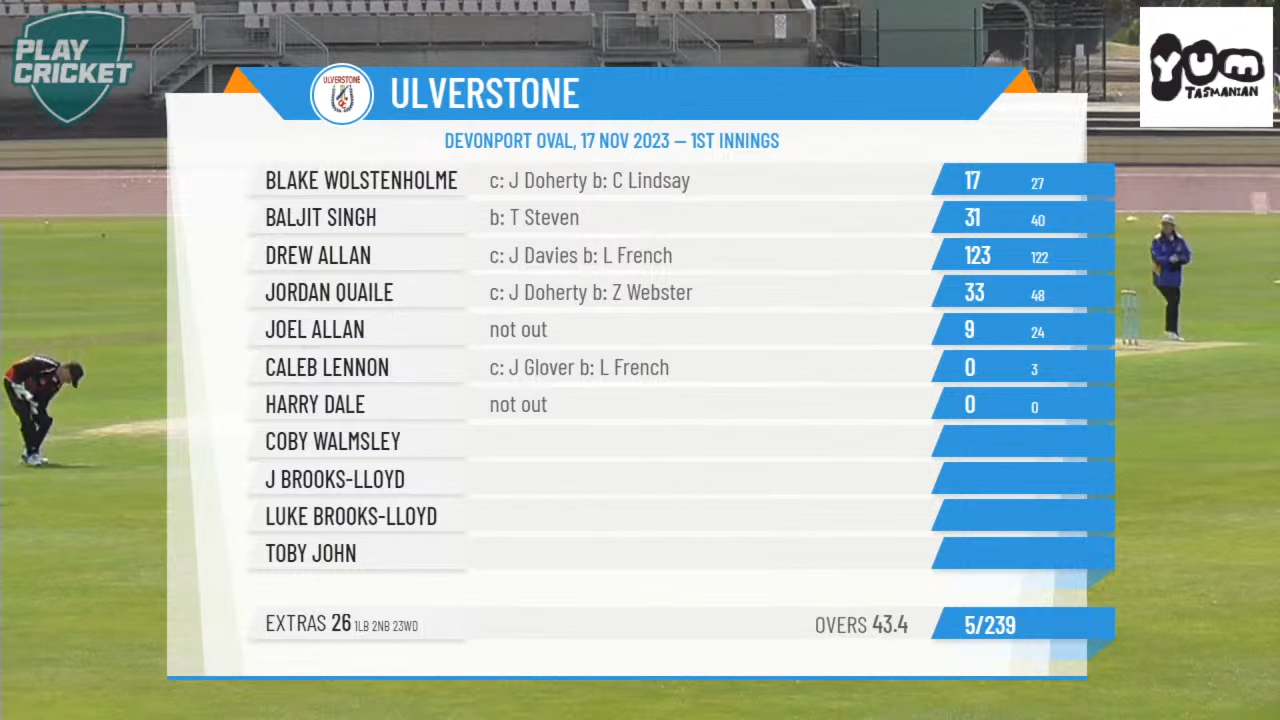 PLAY CRICKET
YUM TASMANIAN
ULVERSTONE
ULVERSTONE
DEVONPORT OVAL, 17 NOV 2023 – 1ST INNINGS
BLAKE WOLSTENHOLME c: J Doherty b: C Lindsay 17 27
BALJIT SINGH b: T Steven 31 40
DREW ALLAN c: J Davies b: L French 123 122
JORDAN QUAILE c: J Doherty b: Z Webster 33 48
JOEL ALLAN not out 9 24
CALEB LENNON c: J Glover b: L French 0 3
HARRY DALE not out 0 0
COBY WALMSLEY
J BROOKS-LLOYD
LUKE BROOKS-LLOYD
TOBY JOHN
EXTRAS 26 1LB 2NB 23WD OVERS 43.4 5/239